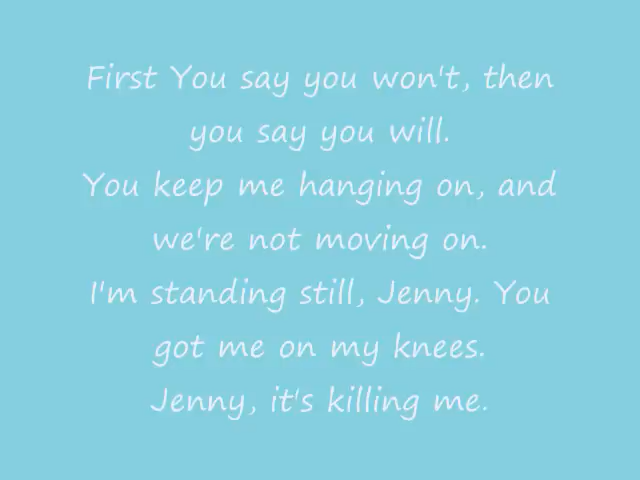 First You say you won't, then
you say you will.
You keep me hanging on, and
we're not moving on.
I'm standing still, Jenny. You
got me on my knees.
Jenny, it's killing me.